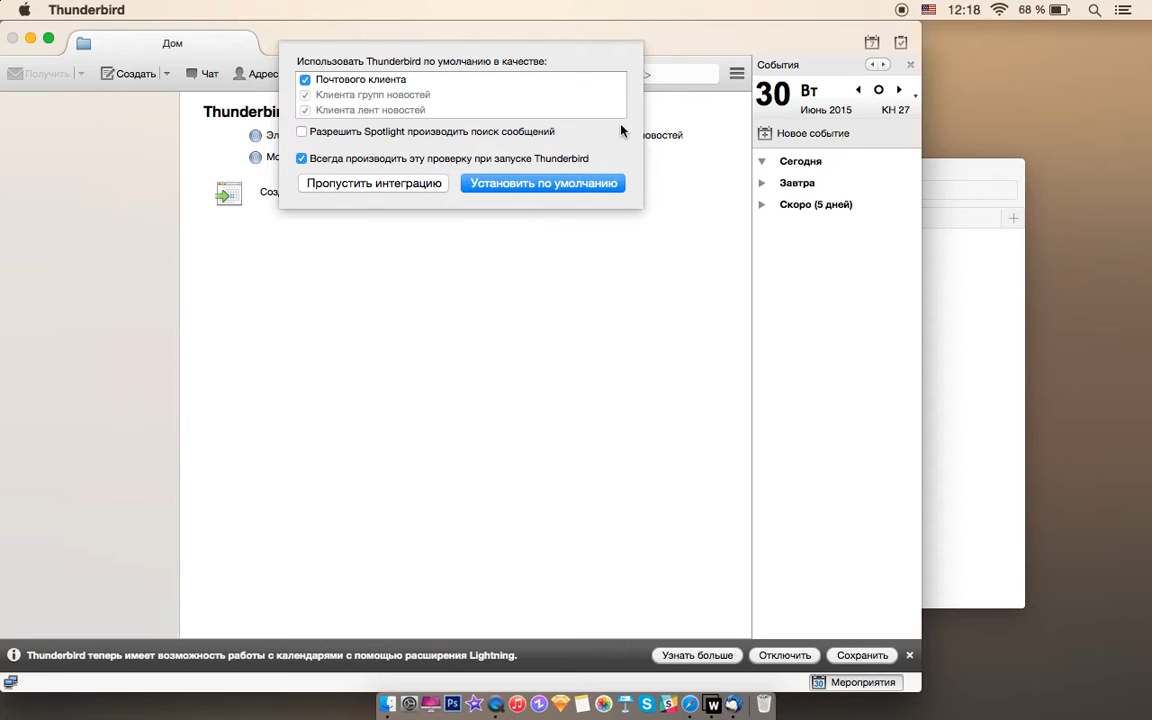 Thunderbird
12:18
68 %
Дом
Получить
Создать
Чат
Адрес
Использовать Thunderbird по умолчанию в качестве:
Почтового клиента
Клиента групп новостей
Клиента лент новостей
Разрешить Spotlight производить поиск сообщений
Всегда производить эту проверку при запуске Thunderbird
Пропустить интеграцию
Установить по умолчанию
События
30 Вт
Июнь 2015 КН 27
Новое событие
Сегодня
Завтра
Скоро (5 дней)
Thunderbird теперь имеет возможность работы с календарями с помощью расширения Lightning.
Узнать больше
Отключить
Сохранить
30 Мероприятия